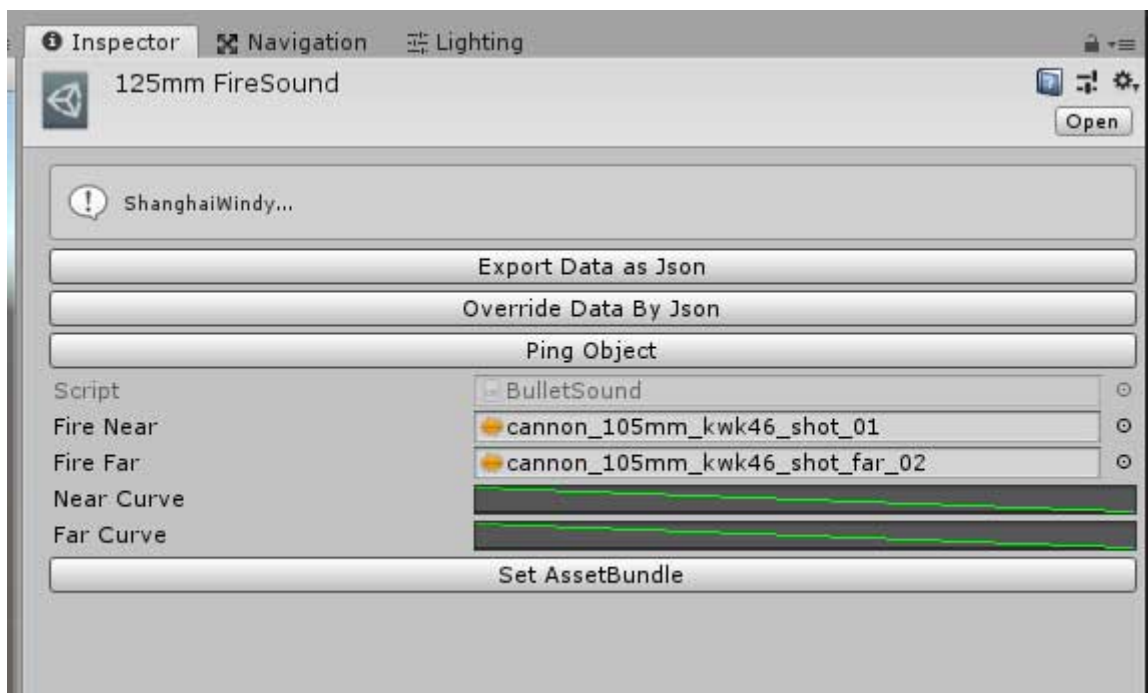 Inspector Navigation Lighting
125mm FireSound
Open
ShanghaiWindy...
Export Data as Json
Override Data By Json
Ping Object
Script BulletSound
Fire Near cannon_105mm_kwk46_shot_01
Fire Far cannon_105mm_kwk46_shot_far_02
Near Curve
Far Curve
Set AssetBundle